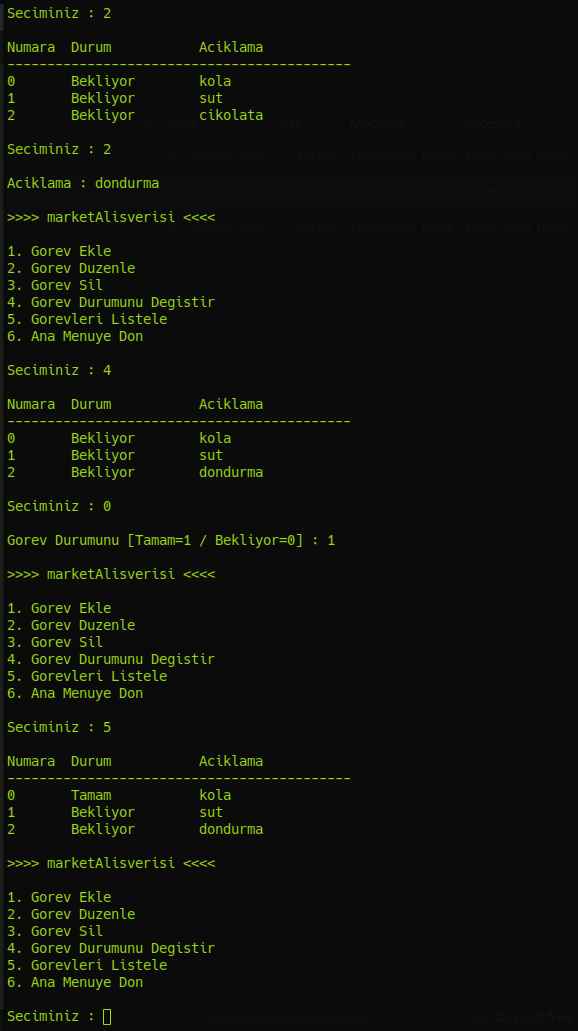 Seciminiz : 2
Numara  Durum           Aciklama
-------------------------------------------
0       Bekliyor        kola
1       Bekliyor        sut
2       Bekliyor        cikolata
Seciminiz : 2
Aciklama : dondurma
>>>> marketAlisverisi <<<<
1. Gorev Ekle
2. Gorev Duzenle
3. Gorev Sil
4. Gorev Durumunu Degistir
5. Gorevleri Listele
6. Ana Menuye Don
Seciminiz : 4
Numara  Durum           Aciklama
-------------------------------------------
0       Bekliyor        kola
1       Bekliyor        sut
2       Bekliyor        dondurma
Seciminiz : 0
Gorev Durumunu [Tamam=1 / Bekliyor=0] : 1
>>>> marketAlisverisi <<<<
1. Gorev Ekle
2. Gorev Duzenle
3. Gorev Sil
4. Gorev Durumunu Degistir
5. Gorevleri Listele
6. Ana Menuye Don
Seciminiz : 5
Numara  Durum           Aciklama
-------------------------------------------
0       Tamam           kola
1       Bekliyor        sut
2       Bekliyor        dondurma
>>>> marketAlisverisi <<<<
1. Gorev Ekle
2. Gorev Duzenle
3. Gorev Sil
4. Gorev Durumunu Degistir
5. Gorevleri Listele
6. Ana Menuye Don
Seciminiz :